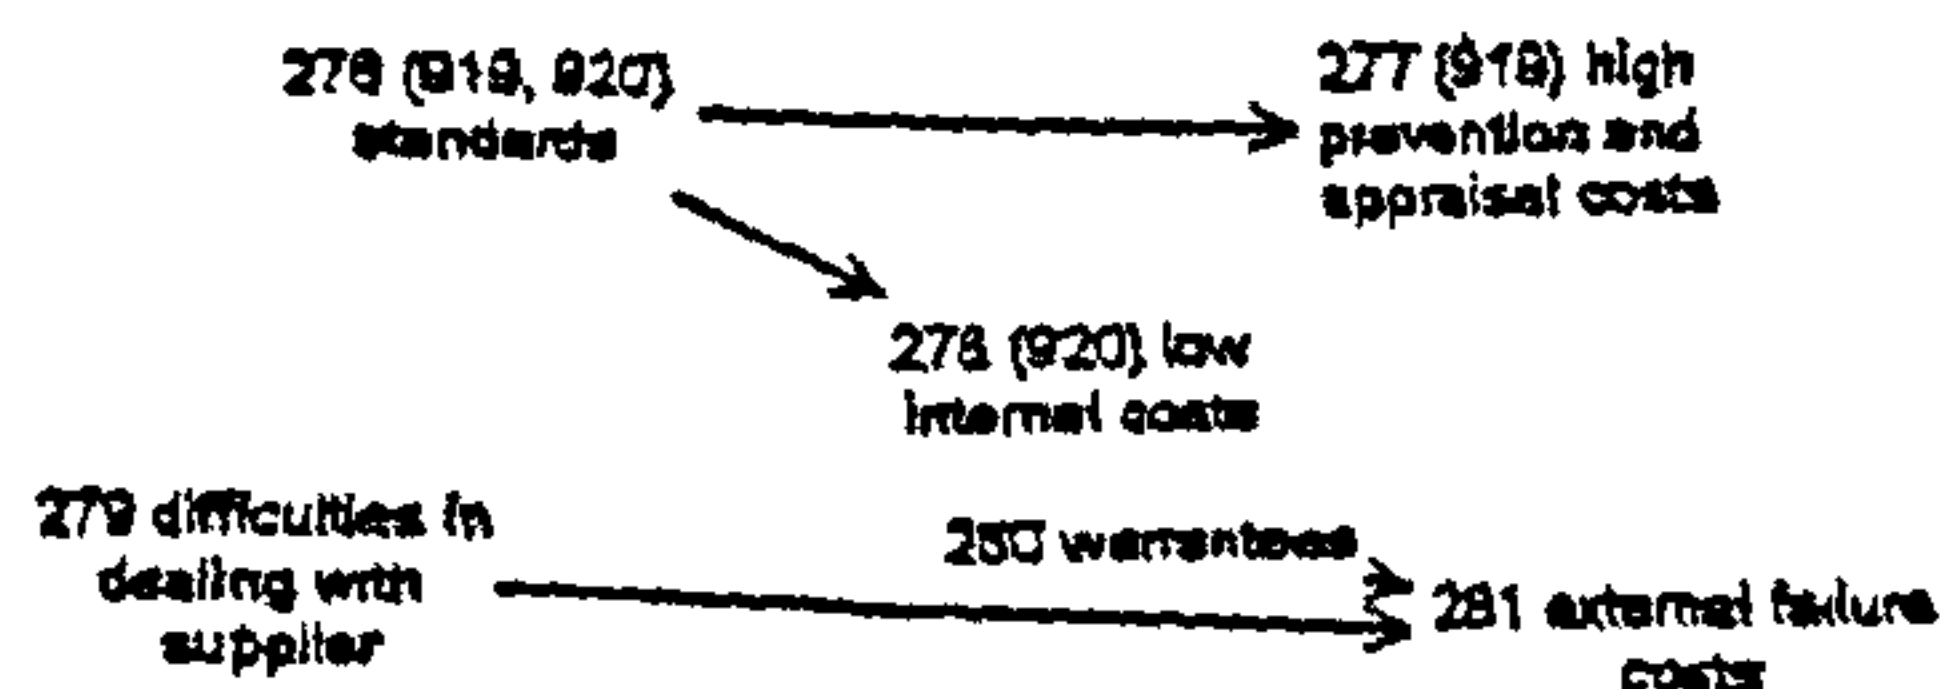 276 (919, 920)
standards
277 (919) high
prevention and
appraisal costs
278 (920) low
internal costs
279 difficulties in
dealing with
supplier
280 warrantees
281 external failure
costs